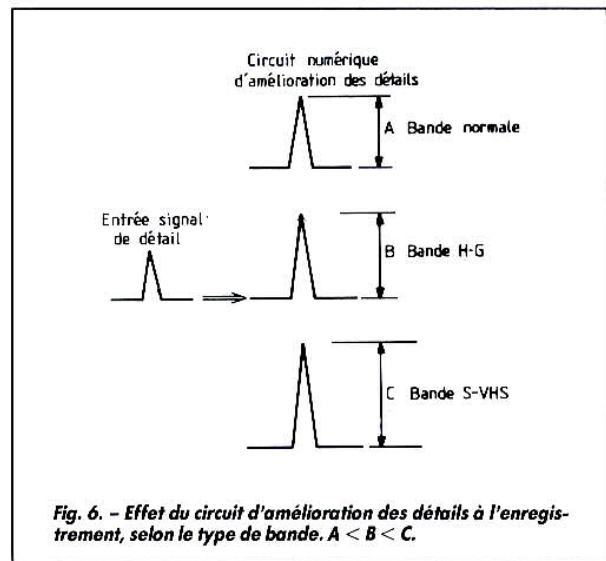 Circuit numérique
d'amélioration des détails
A Bande normale
Entrée signal
de détail
B Bande H-G
C Bande S-VHS
Fig. 6. – Effet du circuit d'amélioration des détails à l'enregis-
trement, selon le type de bande. A < B < C.